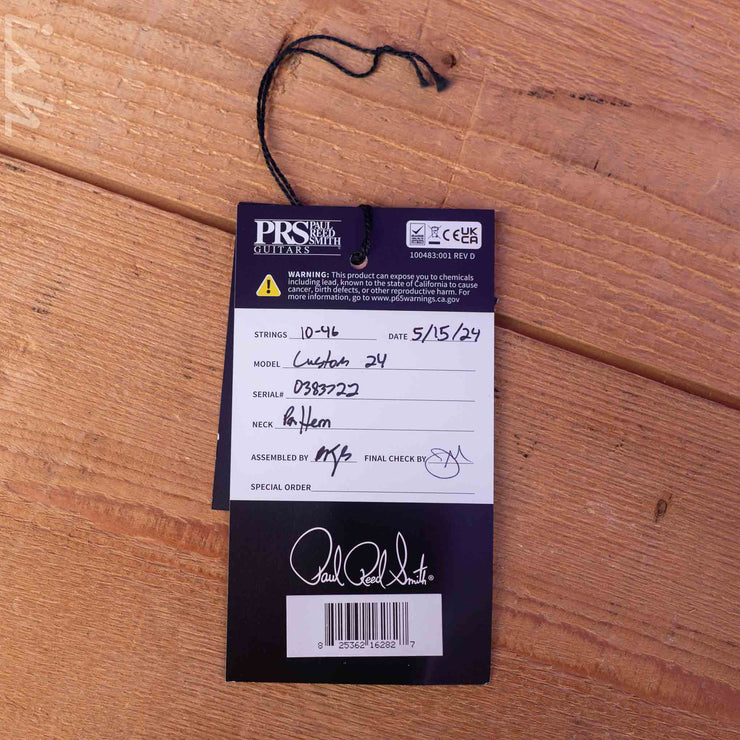 ish
PRS PAUL REED SMITH
GUITARS
CE UK CA
100483:001 REV D
WARNING: This product can expose you to chemicals
including lead, known to the state of California to cause
cancer, birth defects, or other reproductive harm. For
more information, go to www.p65warnings.ca.gov
STRINGS 10-46 DATE 5/15/24
MODEL Custom 24
SERIAL# 0383722
NECK Pattern
ASSEMBLED BY FINAL CHECK BY
SPECIAL ORDER
Paul Reed Smith®
8 25362 16282 7